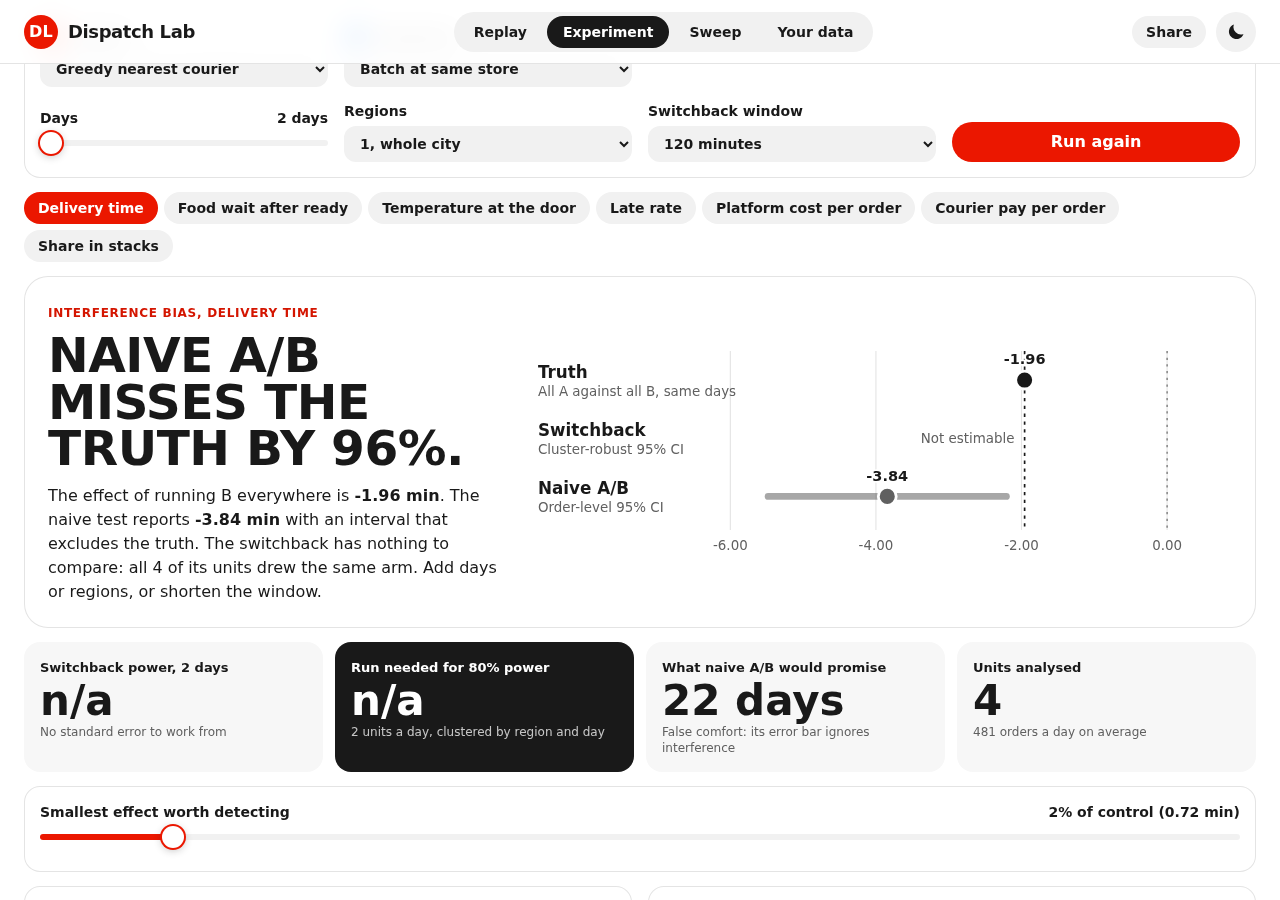 DL Dispatch Lab
Replay Experiment Sweep Your data
Share
Greedy nearest courier
Batch at same store
Days 2 days
Regions
1, whole city
Switchback window
120 minutes
Run again
Delivery time Food wait after ready Temperature at the door Late rate Platform cost per order Courier pay per order
Share in stacks
INTERFERENCE BIAS, DELIVERY TIME
NAIVE A/B
MISSES THE
TRUTH BY 96%.
The effect of running B everywhere is -1.96 min. The
naive test reports -3.84 min with an interval that
excludes the truth. The switchback has nothing to
compare: all 4 of its units drew the same arm. Add days
or regions, or shorten the window.
-1.96
Truth
All A against all B, same days
Switchback
Cluster-robust 95% CI
Not estimable
Naive A/B
Order-level 95% CI
-3.84
-6.00 -4.00 -2.00 0.00
Switchback power, 2 days
n/a
No standard error to work from
Run needed for 80% power
n/a
2 units a day, clustered by region and day
What naive A/B would promise
22 days
False comfort: its error bar ignores
interference
Units analysed
4
481 orders a day on average
Smallest effect worth detecting 2% of control (0.72 min)